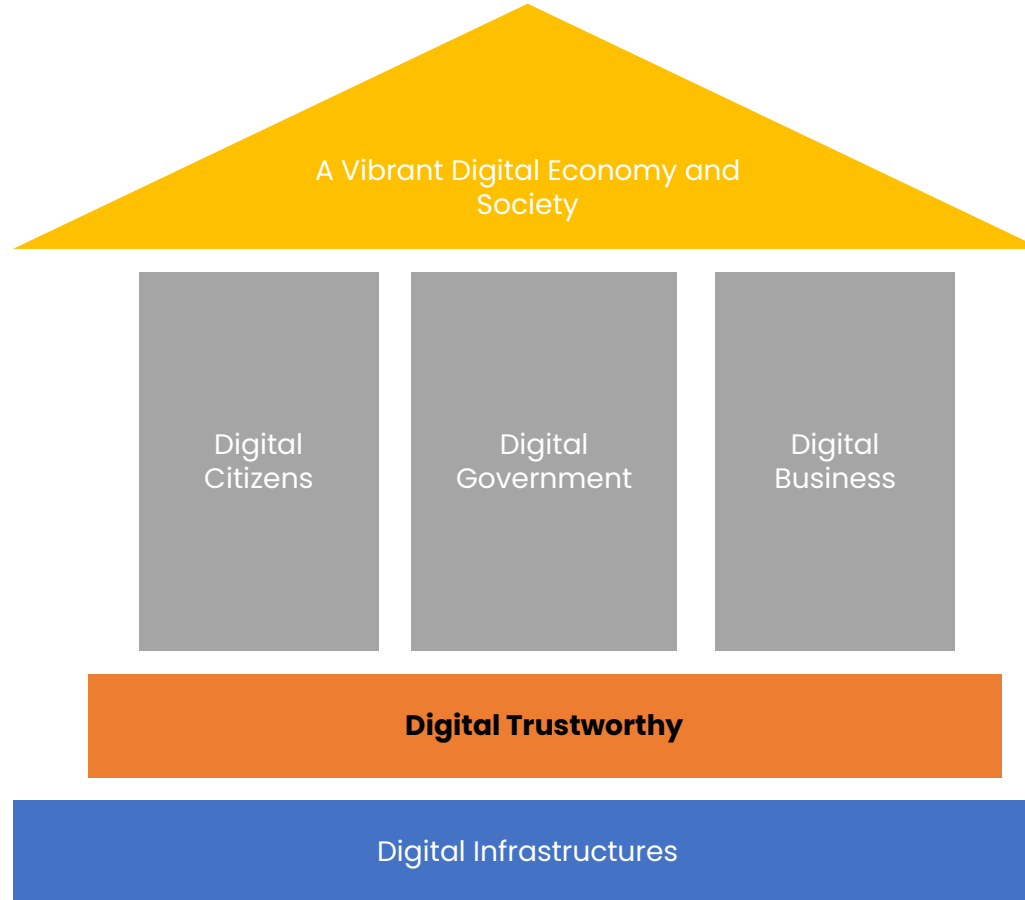 A Vibrant Digital Economy and
Society
Digital
Citizens
Digital
Government
Digital
Business
Digital Trustworthy
Digital Infrastructures